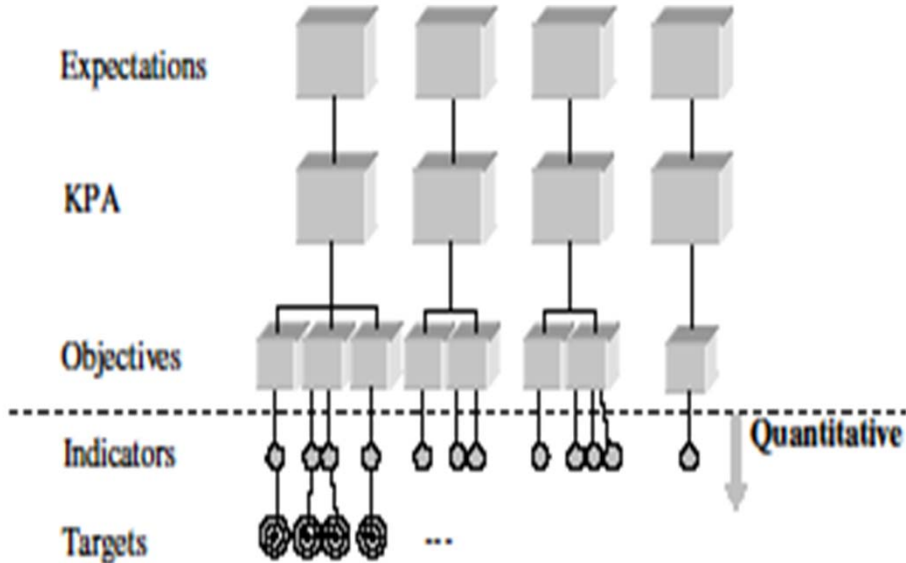 Expectations
KPA
Objectives
Quantitative
Indicators
Targets
...